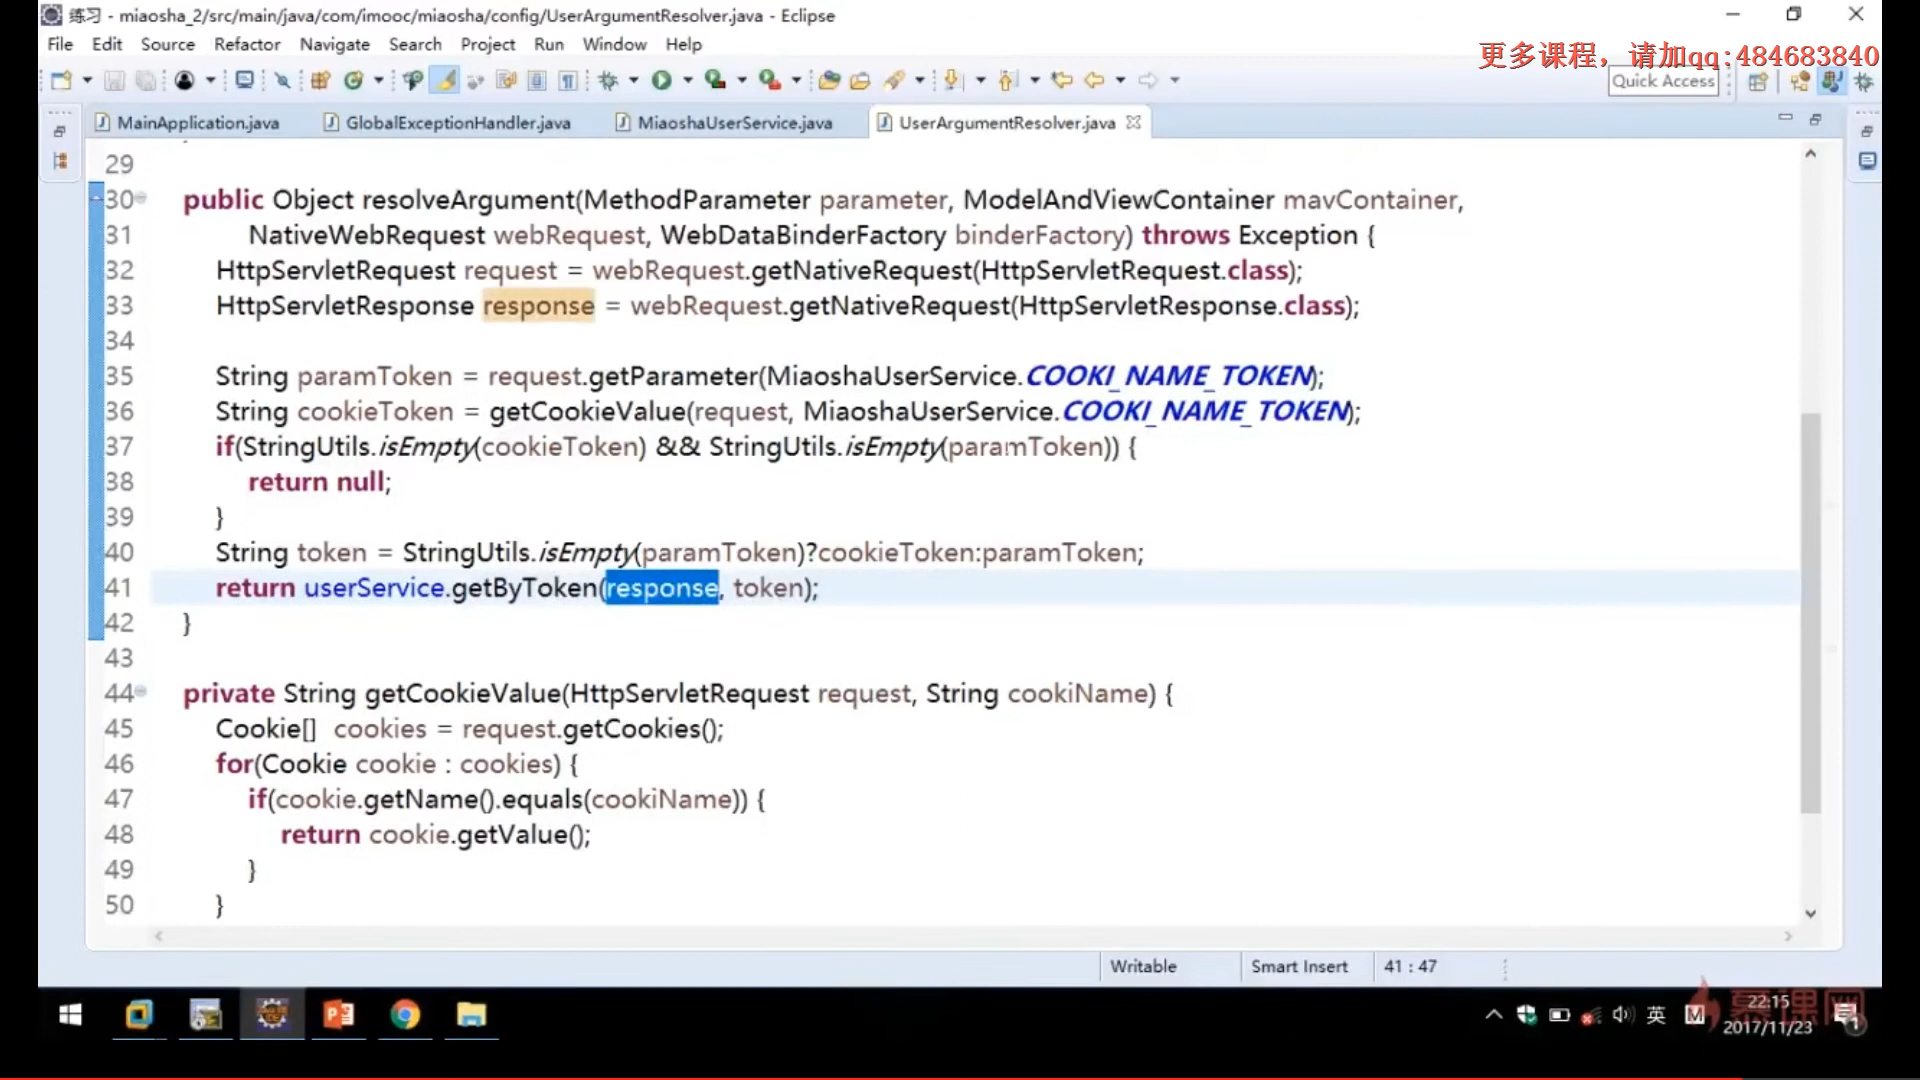 练习 - miaosha_2/src/main/java/com/imooc/miaosha/config/UserArgumentResolver.java - Eclipse
File Edit Source Refactor Navigate Search Project Run Window Help
更多课程，请加qq:484683840
Quick Access
MainApplication.java GlobalExceptionHandler.java MiaoshaUserService.java UserArgumentResolver.java
29
30 public Object resolveArgument(MethodParameter parameter, ModelAndViewContainer mavContainer,
31 NativeWebRequest webRequest, WebDataBinderFactory binderFactory) throws Exception {
32 HttpServletRequest request = webRequest.getNativeRequest(HttpServletRequest.class);
33 HttpServletResponse response = webRequest.getNativeRequest(HttpServletResponse.class);
34
35 String paramToken = request.getParameter(MiaoshaUserService.COOKI_NAME_TOKEN);
36 String cookieToken = getCookieValue(request, MiaoshaUserService.COOKI_NAME_TOKEN);
37 if(StringUtils.isEmpty(cookieToken) && StringUtils.isEmpty(paramToken)) {
38 return null;
39 }
40 String token = StringUtils.isEmpty(paramToken)?cookieToken:paramToken;
41 return userService.getByToken(response, token);
42 }
43
44 private String getCookieValue(HttpServletRequest request, String cookiName) {
45 Cookie[] cookies = request.getCookies();
46 for(Cookie cookie : cookies) {
47 if(cookie.getName().equals(cookiName)) {
48 return cookie.getValue();
49 }
50 }
Writable Smart Insert 41 : 47
英 M 22:15
2017/11/23
慕课网
1